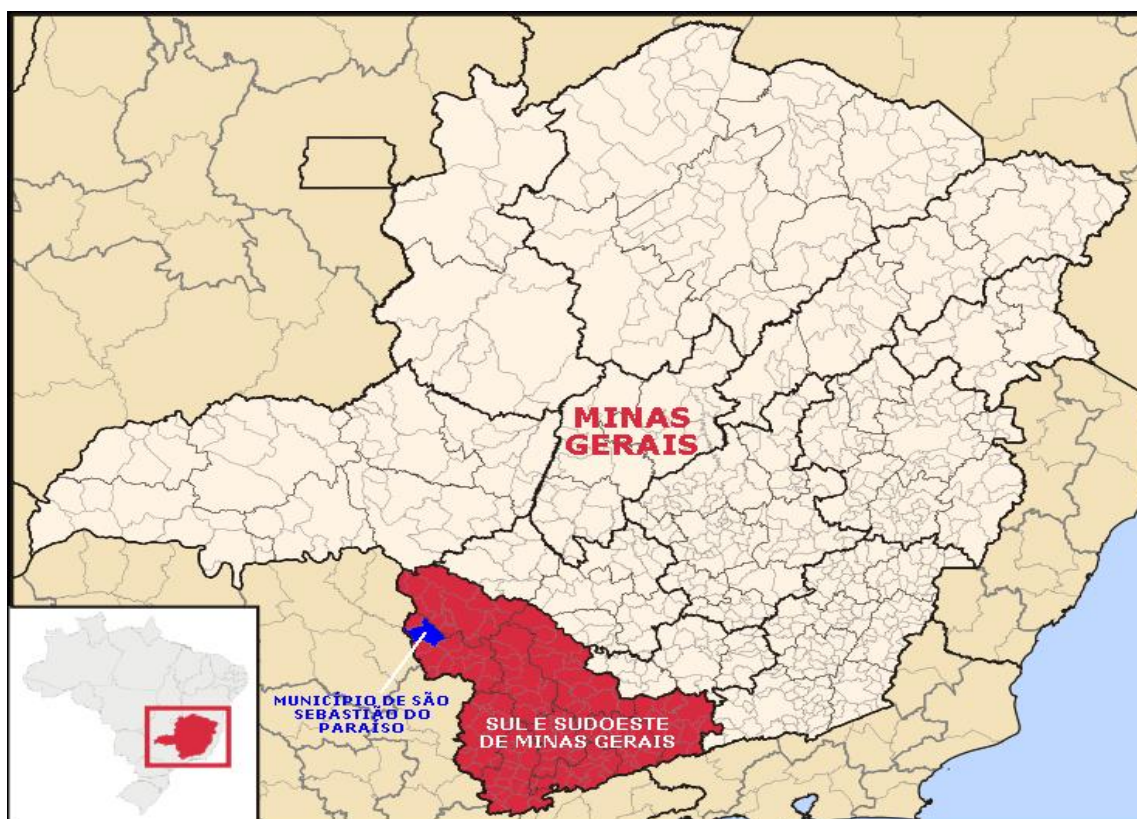 MINAS
GERAIS
MUNICÍPIO DE SÃO
SEBASTIÃO DO
PARAÍSO
SUL E SUDOESTE
DE MINAS GERAIS